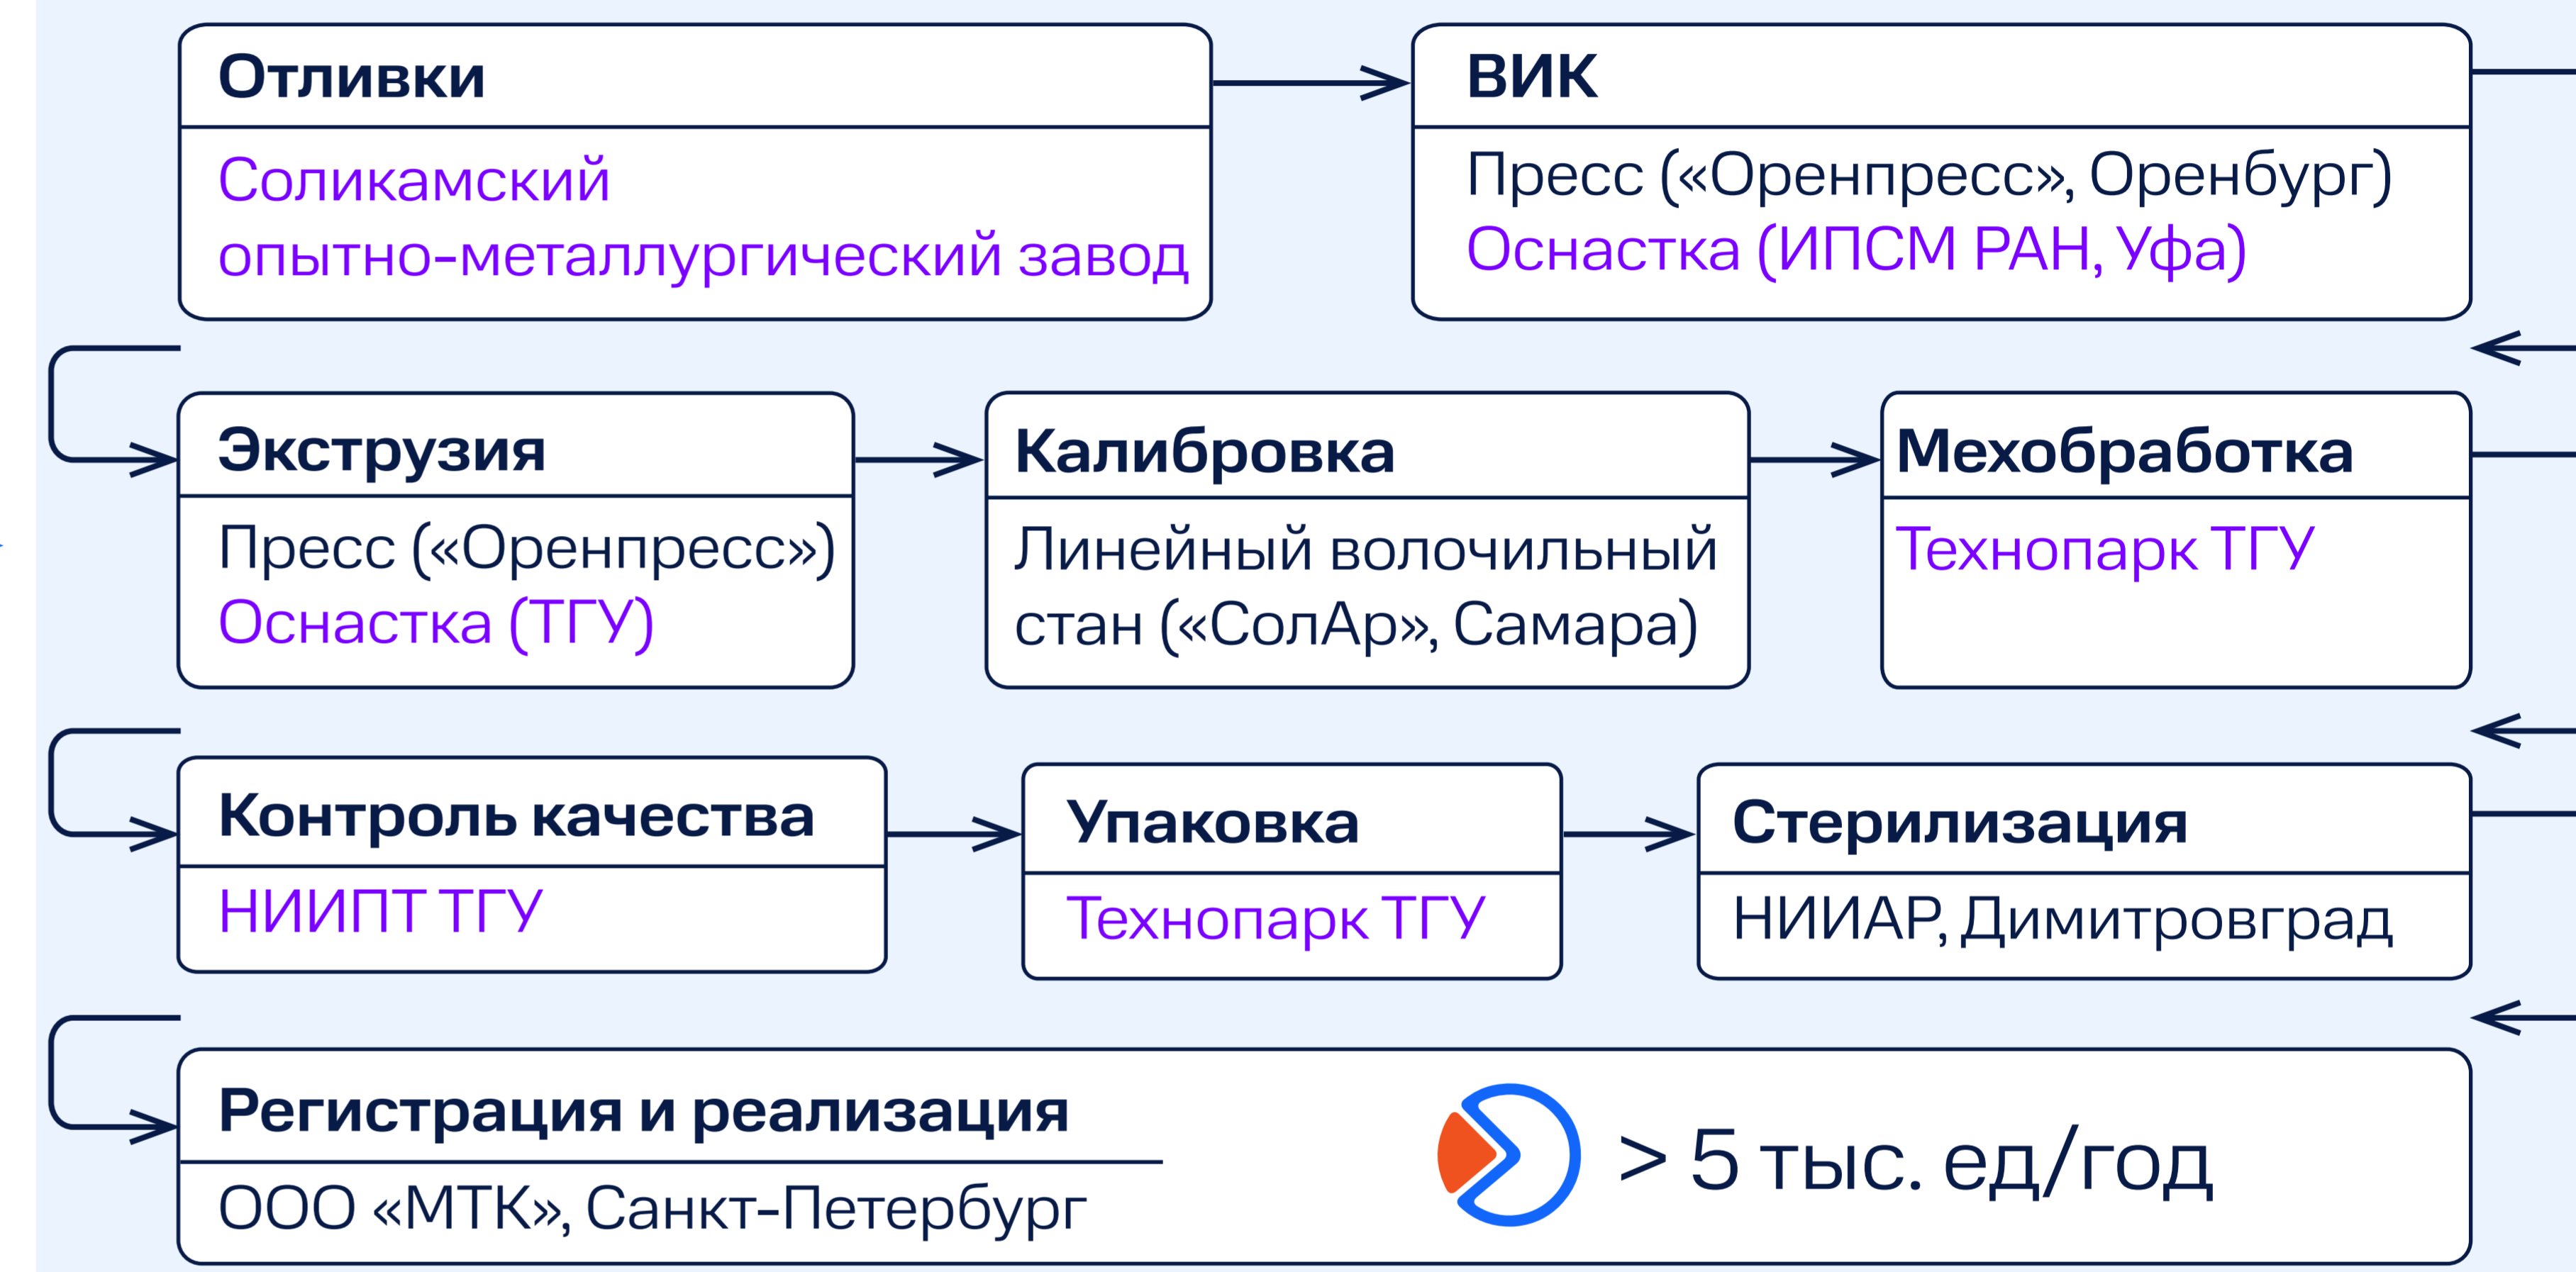 Отливки
Соликамский
опытно-металлургический завод
ВИК
Пресс («Оренпресс», Оренбург)
Оснастка (ИПСМ РАН, Уфа)
Экструзия
Пресс («Оренпресс»)
Оснастка (ТГУ)
Калибровка
Линейный волочильный
стан («СолАр», Самара)
Мехобработка
Технопарк ТГУ
Контроль качества
НИИПТ ТГУ
Упаковка
Технопарк ТГУ
Стерилизация
НИИАР, Димитровград
Регистрация и реализация
ООО «МТК», Санкт-Петербург
> 5 тыс. ед/год